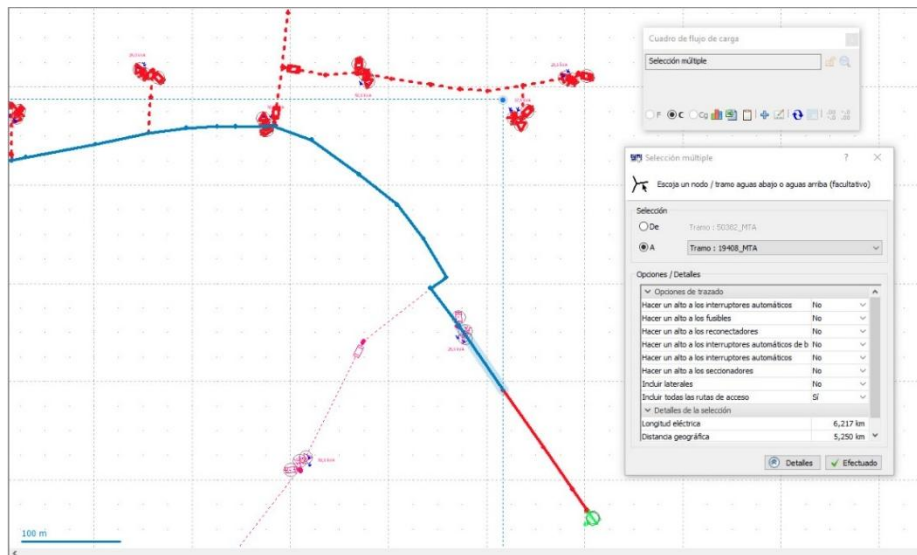 Cuadro de flujo de carga
Selección múltiple
F C Cg
Selección múltiple ? ×
Escoja un nodo / tramo aguas abajo o aguas arriba (facultativo)
Selección
De Tramo : 50382_MTA
A Tramo : 19408_MTA
Opciones / Detalles
Opciones de trazado
Hacer un alto a los interruptores automáticos No
Hacer un alto a los fusibles No
Hacer un alto a los reconectadores No
Hacer un alto a los interruptores automáticos de b No
Hacer un alto a los interruptores automáticos No
Hacer un alto a los seccionadores No
Incluir laterales No
Incluir todas las rutas de acceso Sí
Detalles de la selección
Longitud eléctrica 6,217 km
Distancia geográfica 5,250 km
Detalles Efectuado
100 m